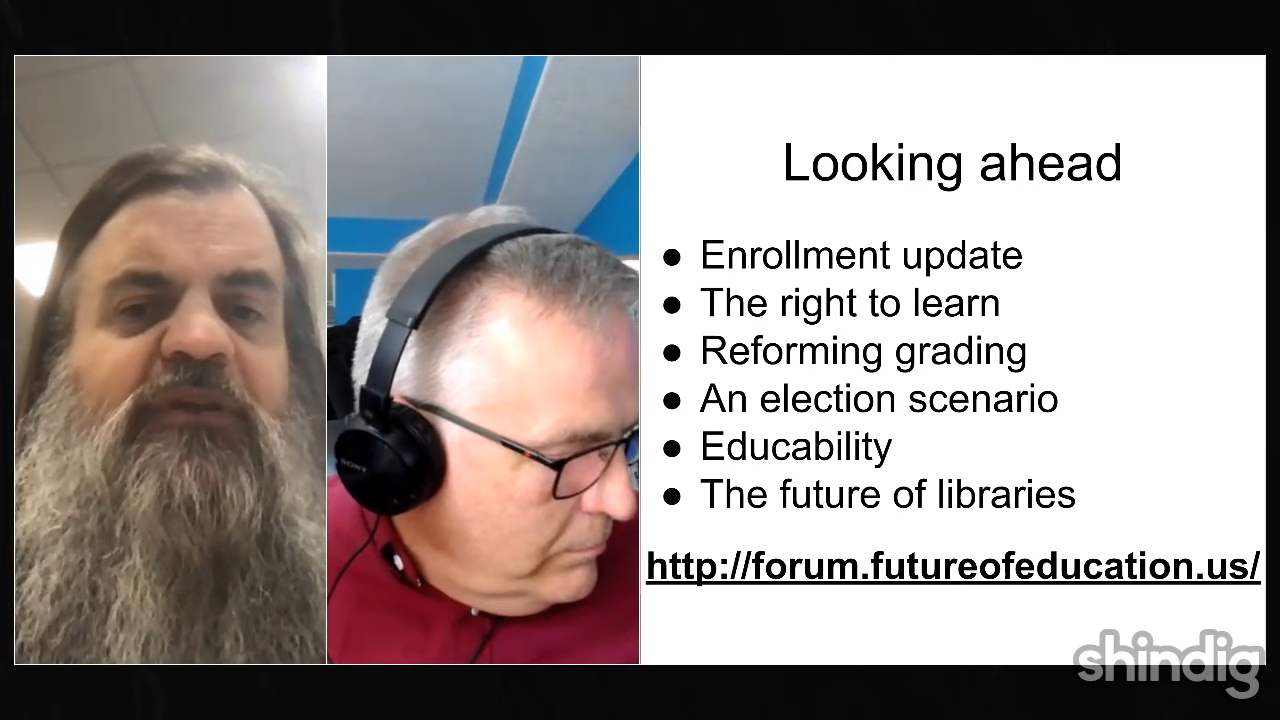 Looking ahead
● Enrollment update
● The right to learn
● Reforming grading
● An election scenario
● Educability
● The future of libraries
http://forum.futureofeducation.us/
SONY
shindig